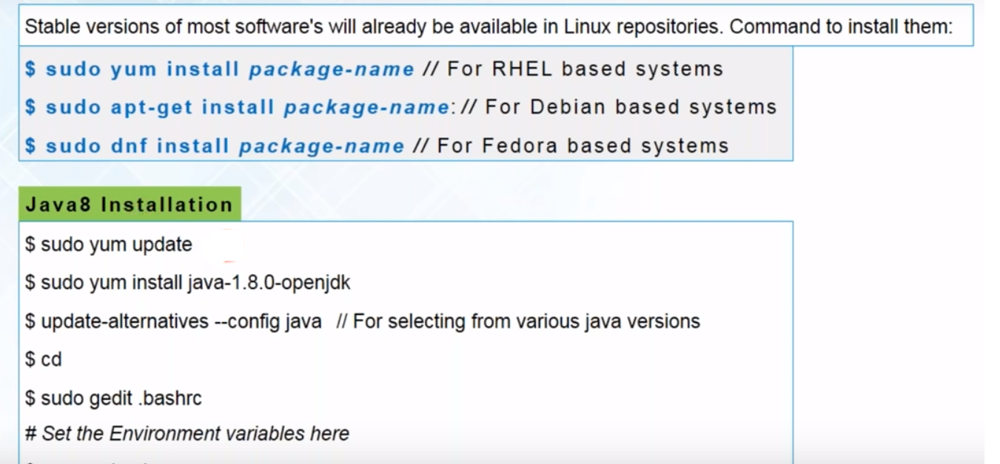 Stable versions of most software's will already be available in Linux repositories. Command to install them:
$ sudo yum install package-name // For RHEL based systems
$ sudo apt-get install package-name: // For Debian based systems
$ sudo dnf install package-name // For Fedora based systems
Java8 Installation
$ sudo yum update
$ sudo yum install java-1.8.0-openjdk
$ update-alternatives --config java // For selecting from various java versions
$ cd
$ sudo gedit .bashrc
# Set the Environment variables here